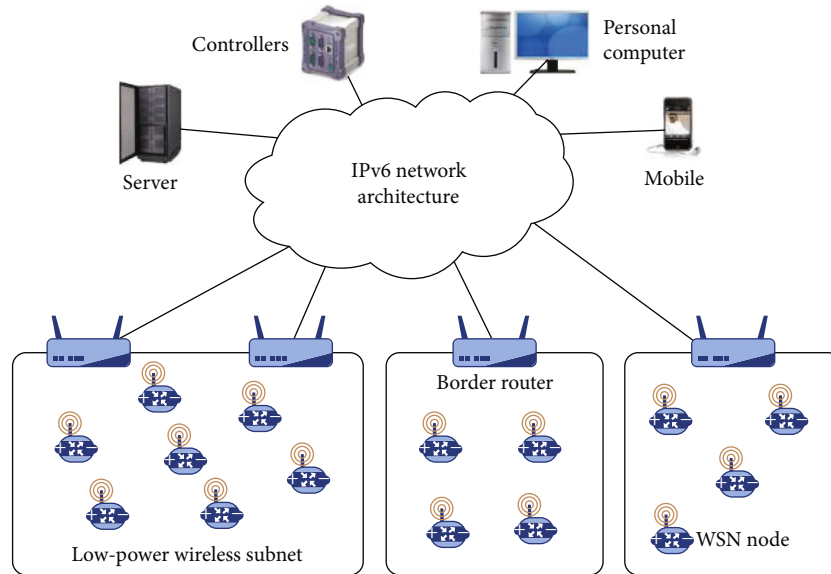 Controllers
Personal
computer
Server
IPv6 network
architecture
Mobile
Border router
Low-power wireless subnet
WSN node